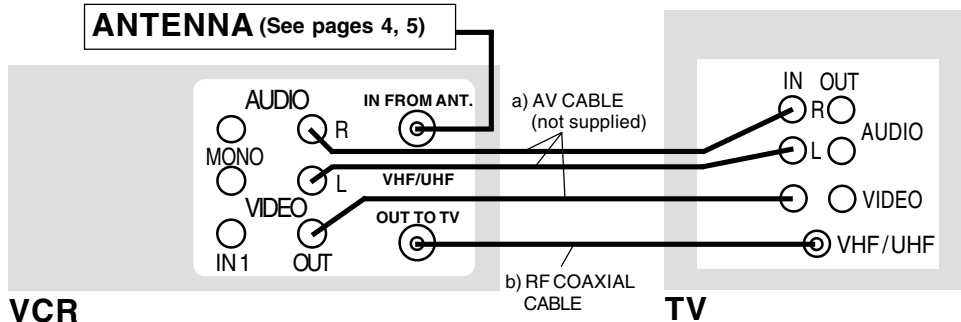 ANTENNA (See pages 4, 5)
AUDIO
IN FROM ANT.
R
MONO
L
VHF/UHF
VIDEO
OUT TO TV
IN 1
OUT
VCR
a) AV CABLE
(not supplied)
b) RF COAXIAL
CABLE
IN OUT
R
AUDIO
L
VIDEO
VHF/UHF
TV